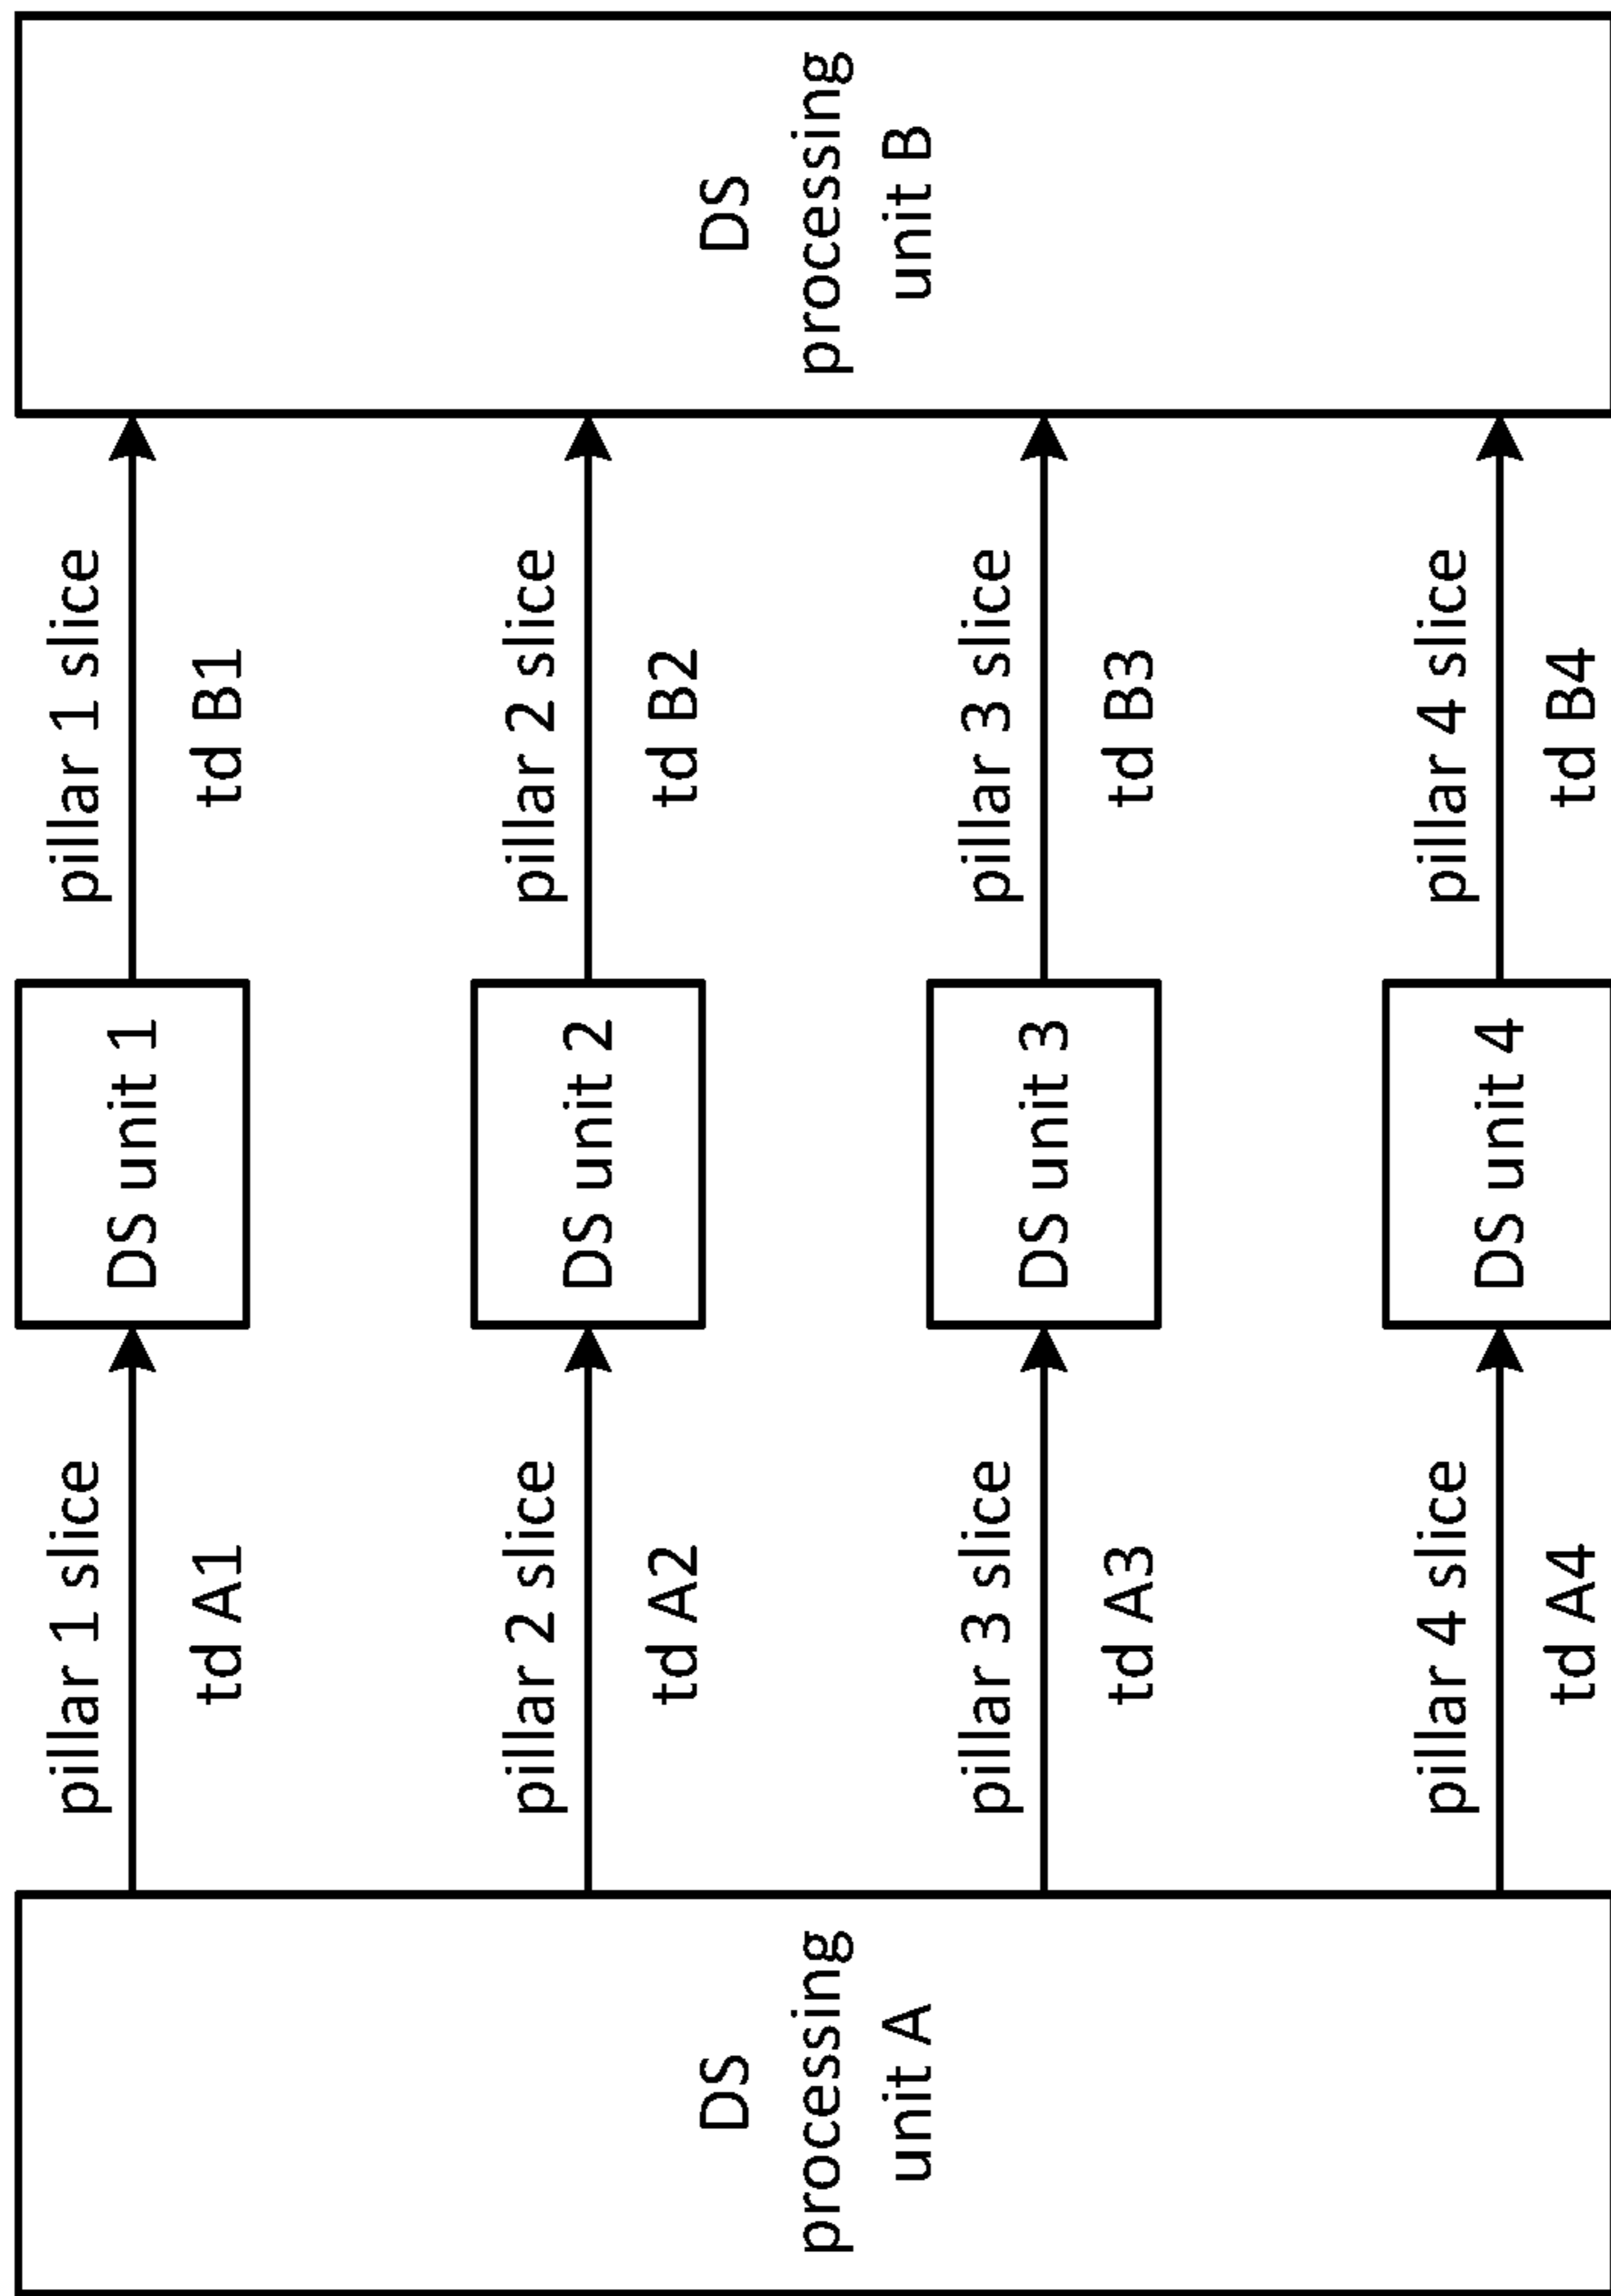 DS
processing
unit A
pillar 1 slice
td A1
DS unit 1
pillar 1 slice
td B1
pillar 2 slice
td A2
DS unit 2
pillar 2 slice
td B2
pillar 3 slice
td A3
DS unit 3
pillar 3 slice
td B3
pillar 4 slice
td A4
DS unit 4
pillar 4 slice
td B4
DS
processing
unit B